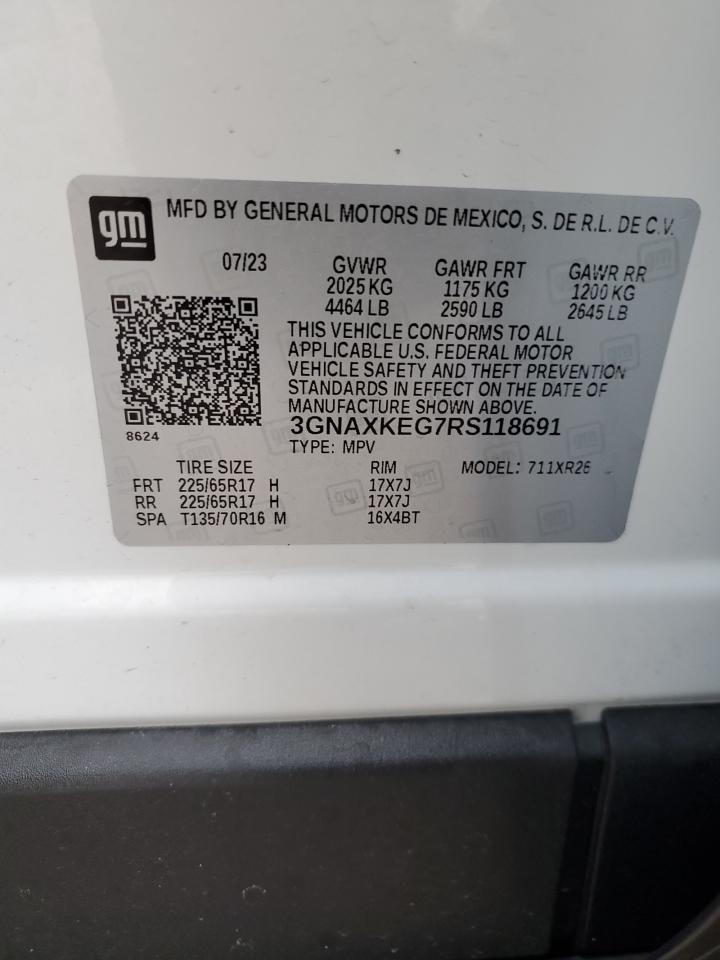 gm
MFD BY GENERAL MOTORS DE MEXICO, S. DE R.L. DE C.V.
07/23 GVWR GAWR FRT GAWR RR
2025 KG 1175 KG 1200 KG
4464 LB 2590 LB 2645 LB
THIS VEHICLE CONFORMS TO ALL
APPLICABLE U.S. FEDERAL MOTOR
VEHICLE SAFETY AND THEFT PREVENTION
STANDARDS IN EFFECT ON THE DATE OF
MANUFACTURE SHOWN ABOVE.
8624 3GNAXKEG7RS118691
TYPE: MPV
TIRE SIZE RIM MODEL: 711XR26
FRT 225/65R17 H 17X7J
RR 225/65R17 H 17X7J
SPA T135/70R16 M 16X4BT